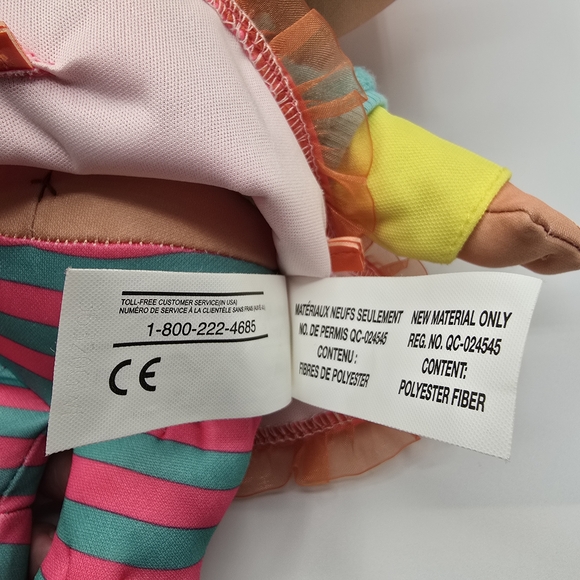 TOLL-FREE CUSTOMER SERVICE(IN USA)
NUMÉRO DE SERVICE À LA CLIENTÈLE SANS FRAIS
1-800-222-4685
CE
MATÉRIAUX NEUFS SEULEMENT
NO. DE PERMIS QC-024545
CONTENU :
FIBRES DE POLYESTER
NEW MATERIAL ONLY
REG. NO. QC-024545
CONTENT:
POLYESTER FIBER